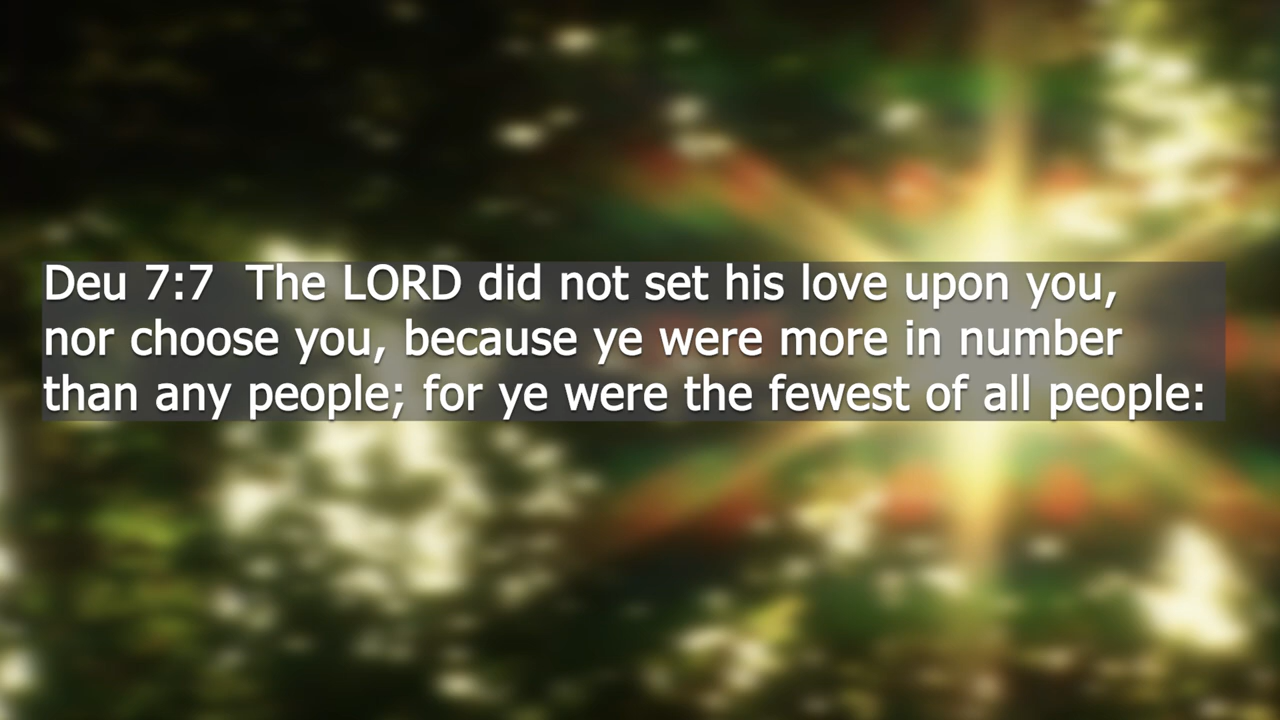 Deu 7:7  The LORD did not set his love upon you,
nor choose you, because ye were more in number
than any people; for ye were the fewest of all people: